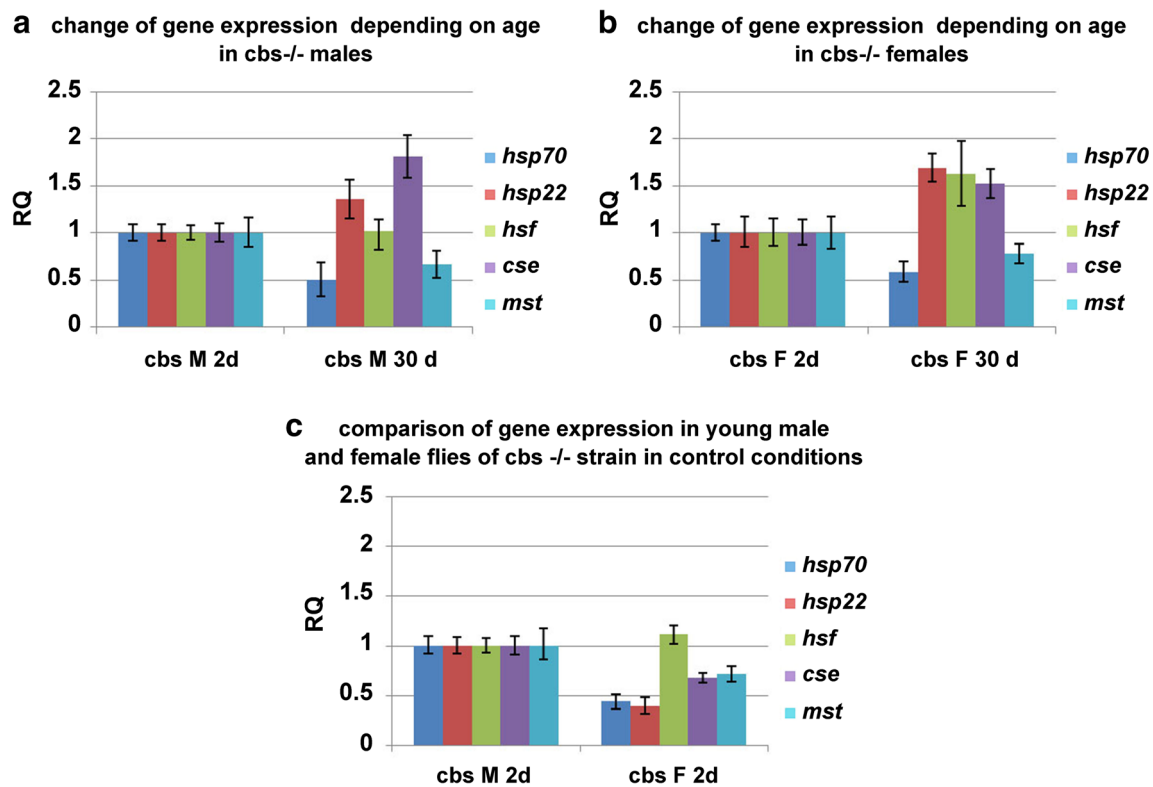 a change of gene expression depending on age
in cbs-/- males
2.5
2
1.5
1
0.5
0
RQ
cbs M 2d
cbs M 30 d
hsp70
hsp22
hsf
cse
mst
b change of gene expression depending on age
in cbs-/- females
2.5
2
1.5
1
0.5
0
RQ
cbs F 2d
cbs F 30 d
hsp70
hsp22
hsf
cse
mst
c comparison of gene expression in young male
and female flies of cbs -/- strain in control conditions
2.5
2
1.5
1
0.5
0
RQ
cbs M 2d
cbs F 2d
hsp70
hsp22
hsf
cse
mst